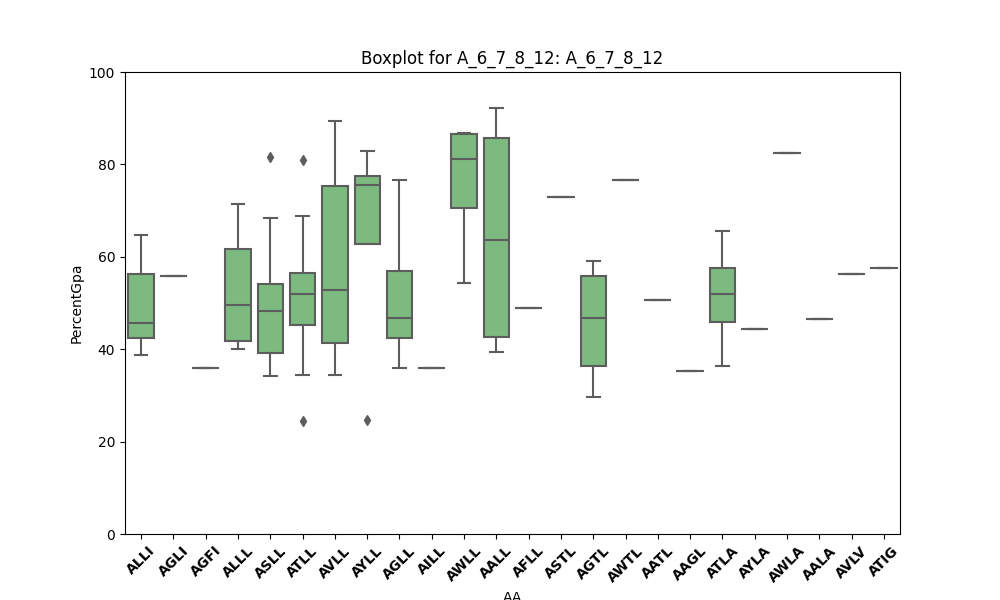 Boxplot for A_6_7_8_12: A_6_7_8_12
PercentGpa
100
80
60
40
20
0
ALLI AGLI AGFI ALLL ASLL ATLL AVLL AYLL AGLL AILL AWLL AALL AFLL ASTL AGTL AWTL AATL AAGL ATLA AYLA AWLA AALA AVLV ATIG
AA